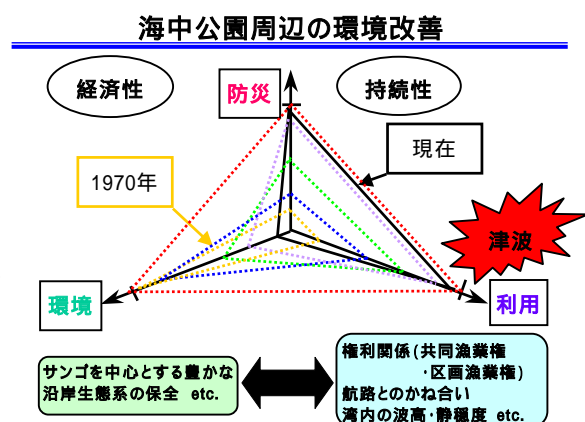 海中公園周辺の環境改善
経済性
防災
持続性
現在
1970年
津波
環境
利用
サンゴを中心とする豊かな
沿岸生態系の保全 etc.
権利関係(共同漁業権
・区画漁業権)
航路とのかね合い
湾内の波高・静穏度 etc.